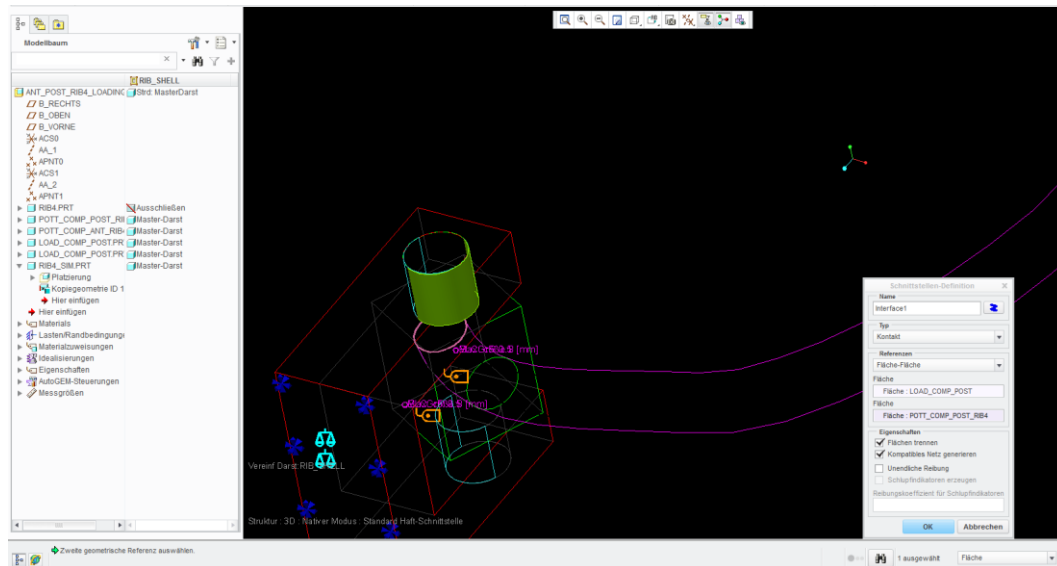 Modellbaum
RIB_SHELL
ANT_POST_RIB4_LOADING Strd: MasterDarst
B_RECHTS
B_OBEN
B_VORNE
ACS0
AA_1
APNT0
ACS1
AA_2
APNT1
RIB4.PRT Ausschließen
POTT_COMP_POST_RI Master-Darst
POTT_COMP_ANT_RIB Master-Darst
LOAD_COMP_POST.PR Master-Darst
LOAD_COMP_POST.PR Master-Darst
RIB4_SIM.PRT Master-Darst
Platzierung
Kopiegeometrie ID 1
Hier einfügen
Hier einfügen
Materials
Lasten/Randbedingung
Materialzuweisungen
Idealisierungen
Eigenschaften
AutoGEM-Steuerungen
Messgrößen
[mm]
[mm]
Vereinf Darst:RIB_SHELL
Struktur : 3D : Nativer Modus : Standard Haft-Schnittstelle
Schnittstellen-Definition
Name
Interface1
Typ
Kontakt
Referenzen
Fläche-Fläche
Fläche
Fläche : LOAD_COMP_POST
Fläche
Fläche : POTT_COMP_POST_RIB4
Eigenschaften
Flächen trennen
Kompatibles Netz generieren
Unendliche Reibung
Schlupfindikatoren erzeugen
Reibungskoeffizient für Schlupfindikatoren
OK Abbrechen
Zweite geometrische Referenz auswählen.
1 ausgewählt Fläche